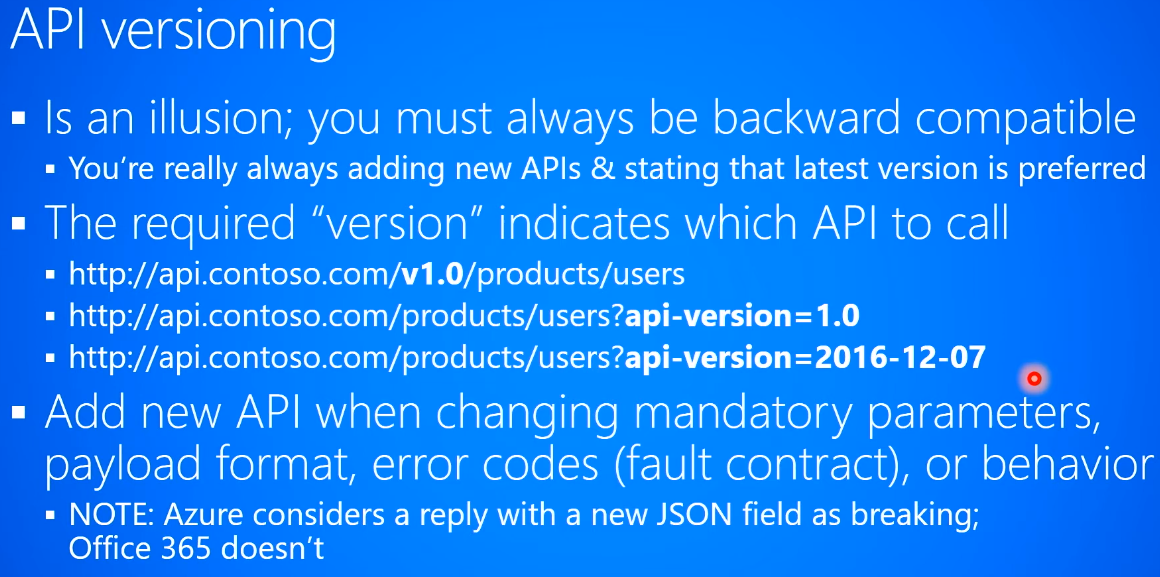 API versioning
▪ Is an illusion; you must always be backward compatible
▪ You’re really always adding new APIs & stating that latest version is preferred
▪ The required “version” indicates which API to call
▪ http://api.contoso.com/v1.0/products/users
▪ http://api.contoso.com/products/users?api-version=1.0
▪ http://api.contoso.com/products/users?api-version=2016-12-07
▪ Add new API when changing mandatory parameters,
payload format, error codes (fault contract), or behavior
▪ NOTE: Azure considers a reply with a new JSON field as breaking;
Office 365 doesn’t